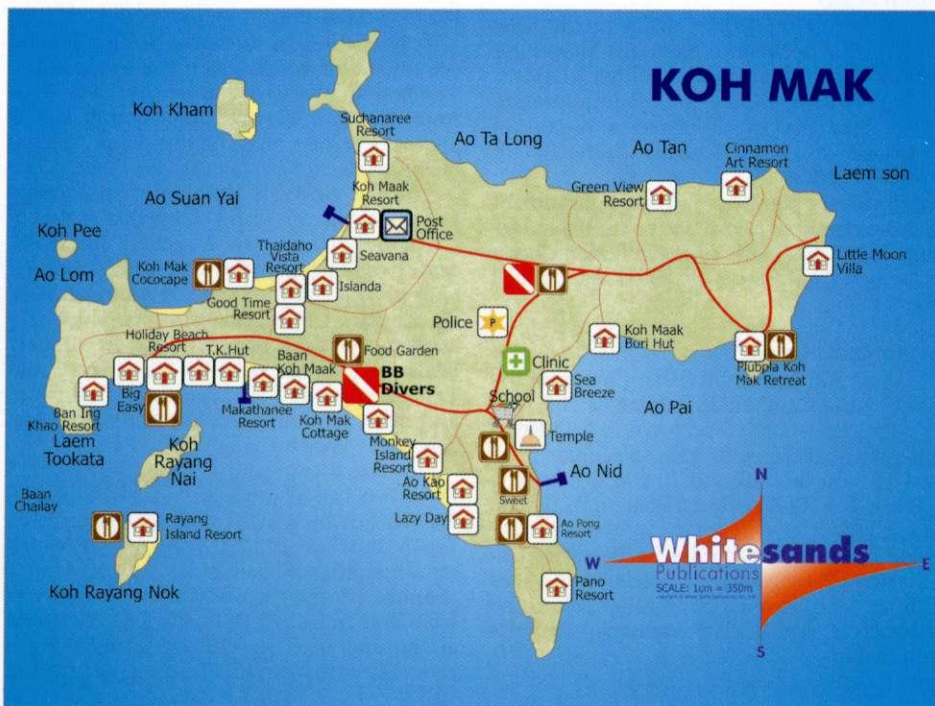 KOH MAK
Koh Kham
Suchanaree
Resort
Ao Ta Long
Ao Tan
Cinnamon
Art Resort
Laem son
Ao Suan Yai
Koh Maak
Resort
Green View
Resort
Post
Office
Koh Pee
Thaidaho
Vista
Resort
Seavana
Ao Lom
Koh Mak
Cococape
Islanda
Little Moon
Villa
Good Time
Resort
Police
P
Holiday Beach
Resort
T.K.Hut
Baan
Koh Maak
Food Garden
Koh Maak
Buri Hut
Clinic
Plubpla Koh
Mak Retreat
BB
Divers
Big
Easy
Sea
Breeze
School
Ban Ing
Khao Resort
Makathanee
Resort
Koh Mak
Cottage
Ao Pai
Laem
Tookata
Koh
Rayang
Nai
Monkey
Island
Resort
Temple
Ao Nid
Ao Kao
Resort
Sweet
Baan
Chailay
Lazy Day
Rayang
Island Resort
Ao Pong
Resort
Koh Rayang Nok
Pano
Resort
N
W
E
S
Whitesands
Publications
SCALE: 1cm = 350m